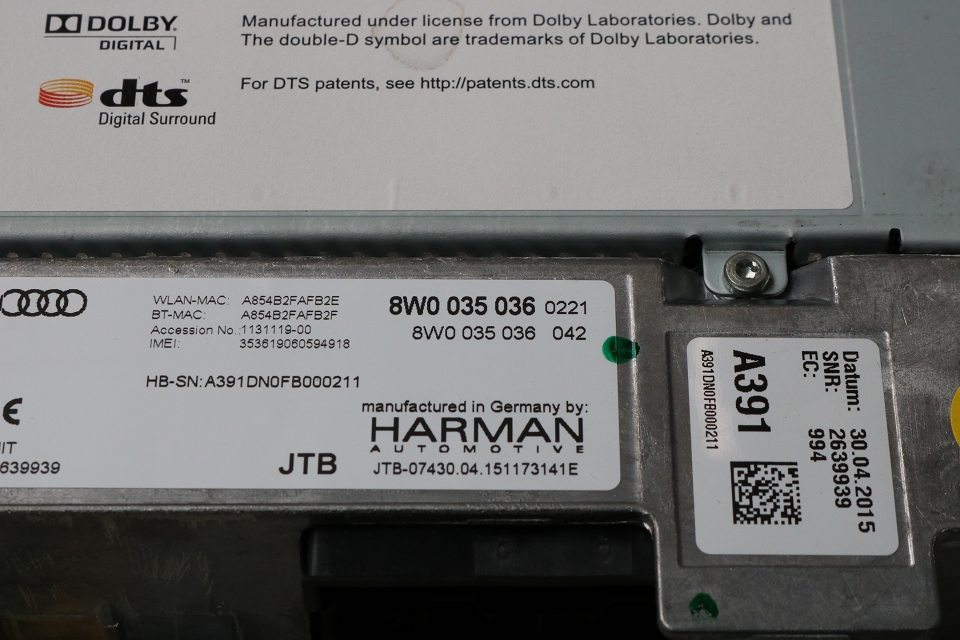 DOLBY.
DIGITAL
Manufactured under license from Dolby Laboratories. Dolby and
The double-D symbol are trademarks of Dolby Laboratories.
dts™
Digital Surround
For DTS patents, see http://patents.dts.com
WLAN-MAC: A854B2FAFB2E
BT-MAC: A854B2FAFB2F
Accession No.:1131119-00
IMEI: 353619060594918
8W0 035 036 0221
8W0 035 036 042
HB-SN:A391DN0FB000211
CE
manufactured in Germany by:
HARMAN
AUTOMOTIVE
639939
JTB
JTB-07430.04.151173141E
Datum: 30.04.2015
SNR: 2639939
EC: 994
A391
A391DN0FB000211